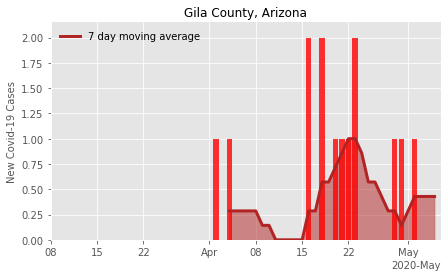 Gila County, Arizona
7 day moving average
New Covid-19 Cases
2.00
1.75
1.50
1.25
1.00
0.75
0.50
0.25
0.00
08 15 22 Apr 08 15 22 May
2020-May